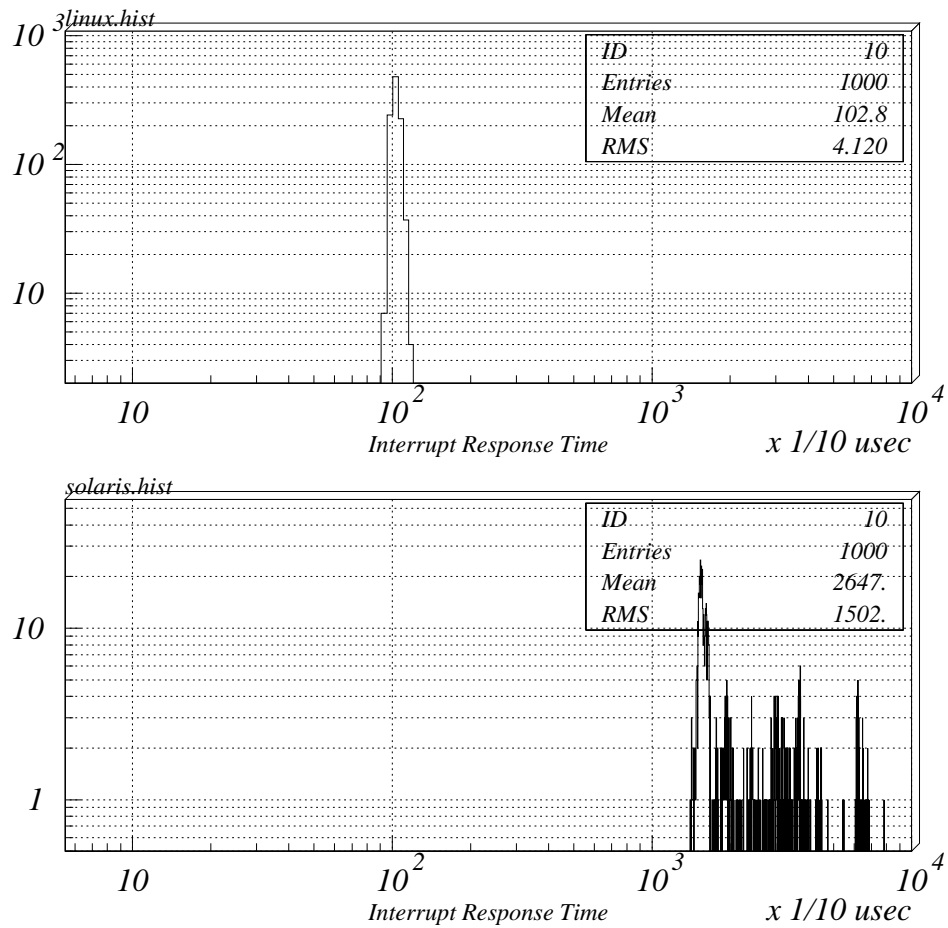 linux.hist
10 3
10 2
10
ID 10
Entries 1000
Mean 102.8
RMS 4.120
10 10 2 10 3 10 4
Interrupt Response Time x 1/10 usec
solaris.hist
10
1
ID 10
Entries 1000
Mean 2647.
RMS 1502.
10 10 2 10 3 10 4
Interrupt Response Time x 1/10 usec